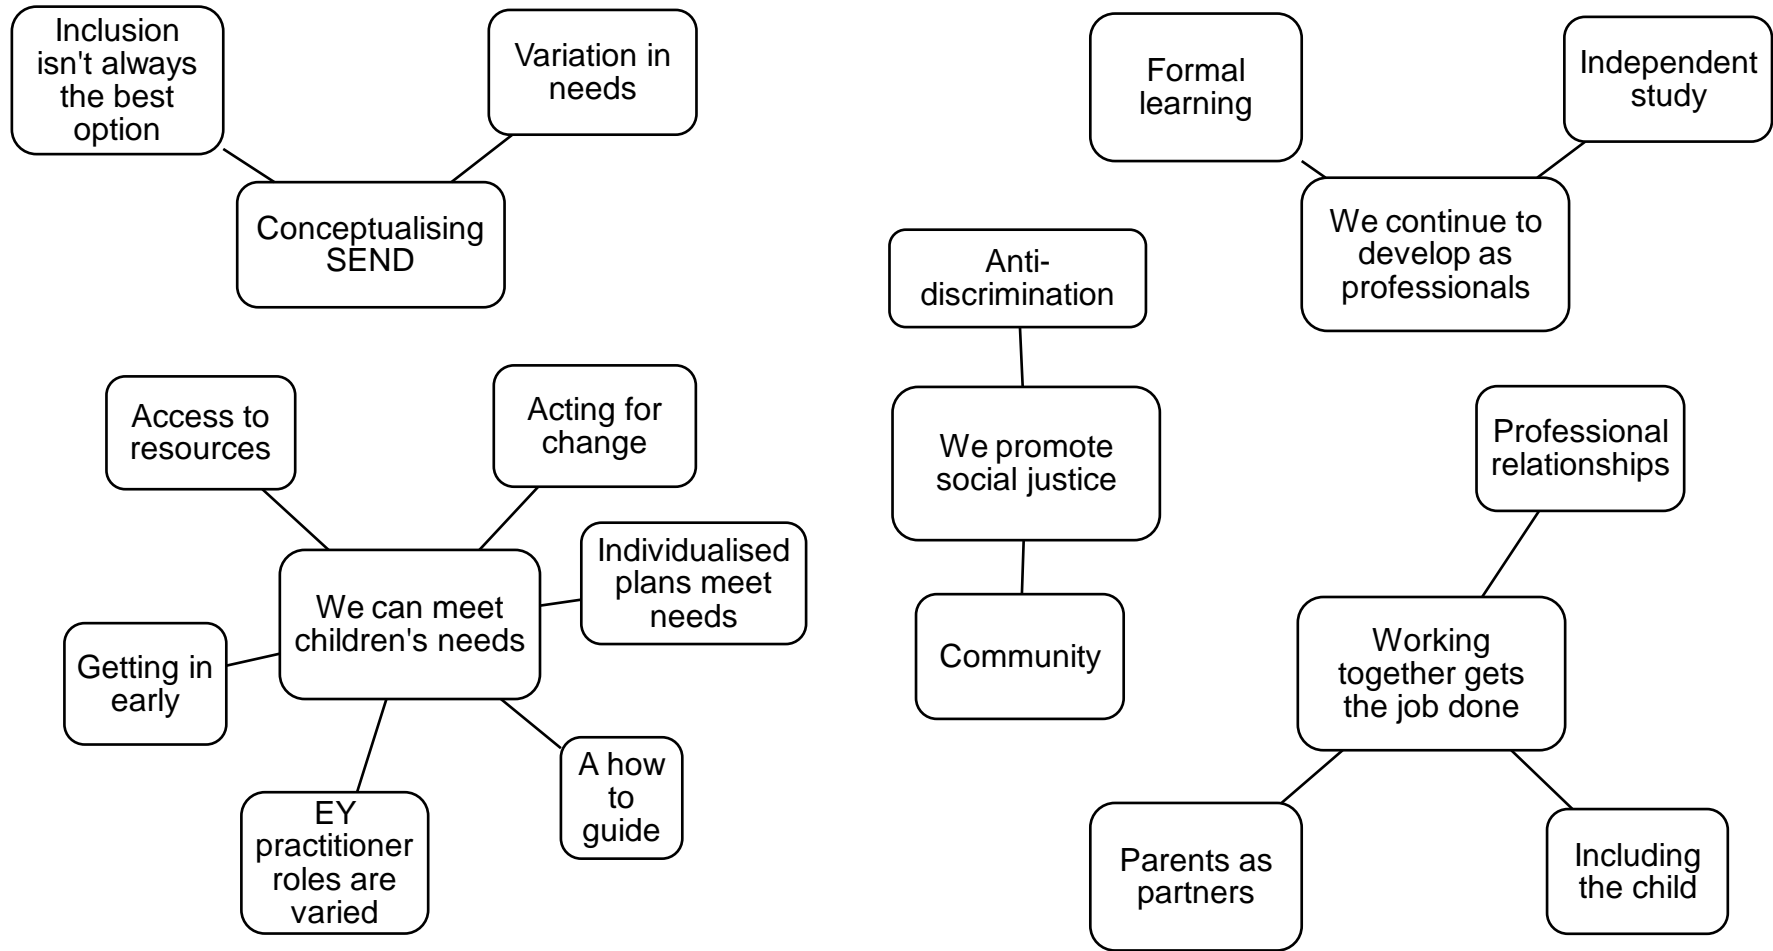 Inclusion
isn't always
the best
option
Variation in
needs
Conceptualising
SEND
Formal
learning
Independent
study
We continue to
develop as
professionals
Anti-
discrimination
We promote
social justice
Community
Access to
resources
Acting for
change
Individualised
plans meet
needs
We can meet
children's needs
Getting in
early
EY
practitioner
roles are
varied
A how
to
guide
Professional
relationships
Working
together gets
the job done
Parents as
partners
Including
the child